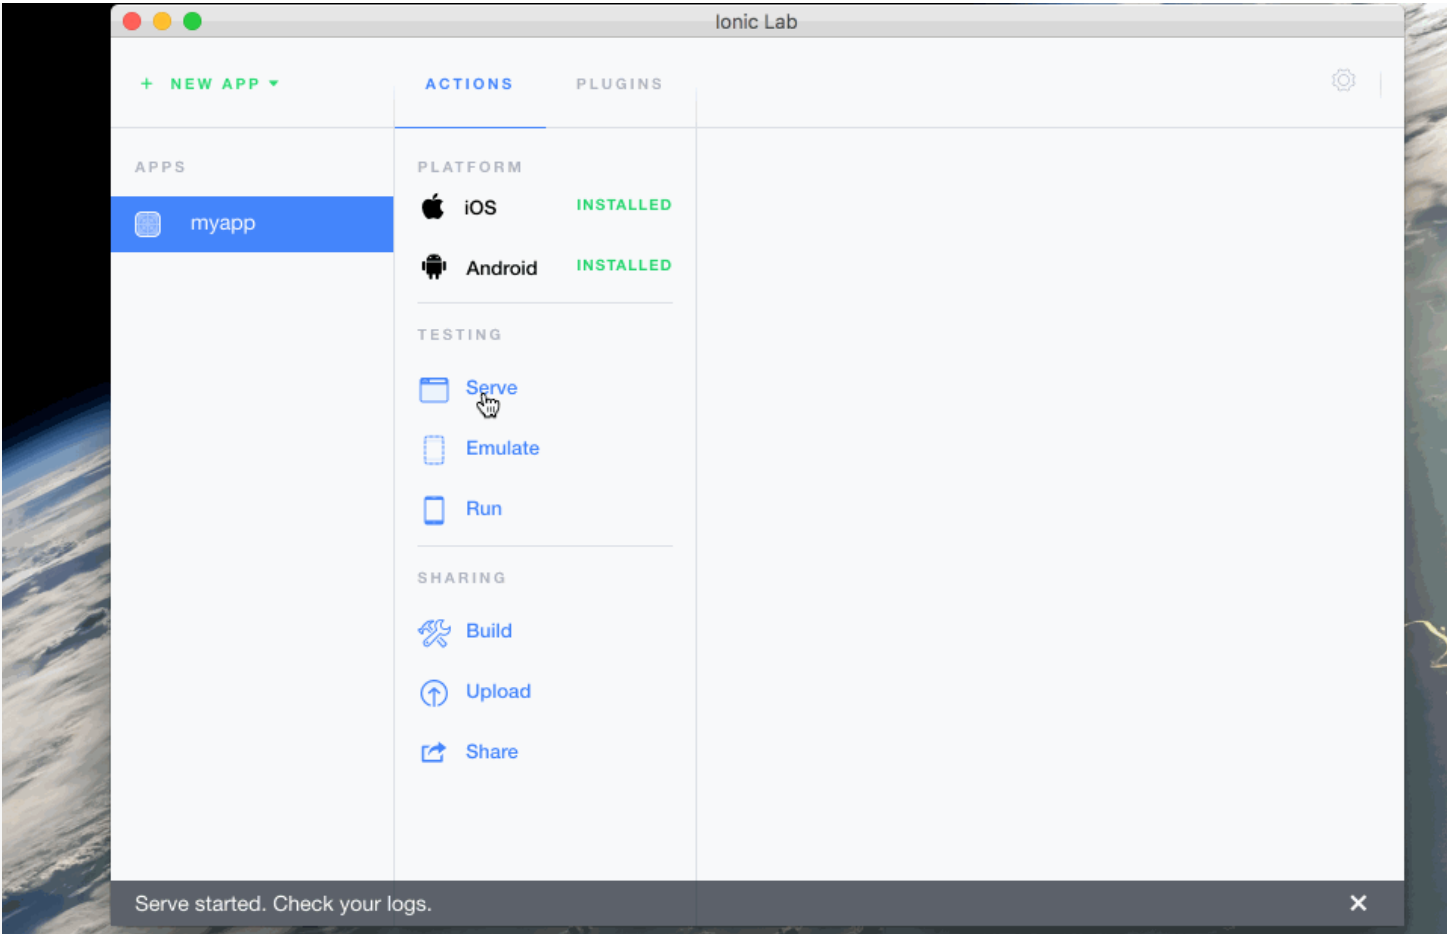 Ionic Lab
+ NEW APP
ACTIONS
PLUGINS
APPS
myapp
PLATFORM
iOS
INSTALLED
Android
INSTALLED
TESTING
Serve
Emulate
Run
SHARING
Build
Upload
Share
Serve started. Check your logs.